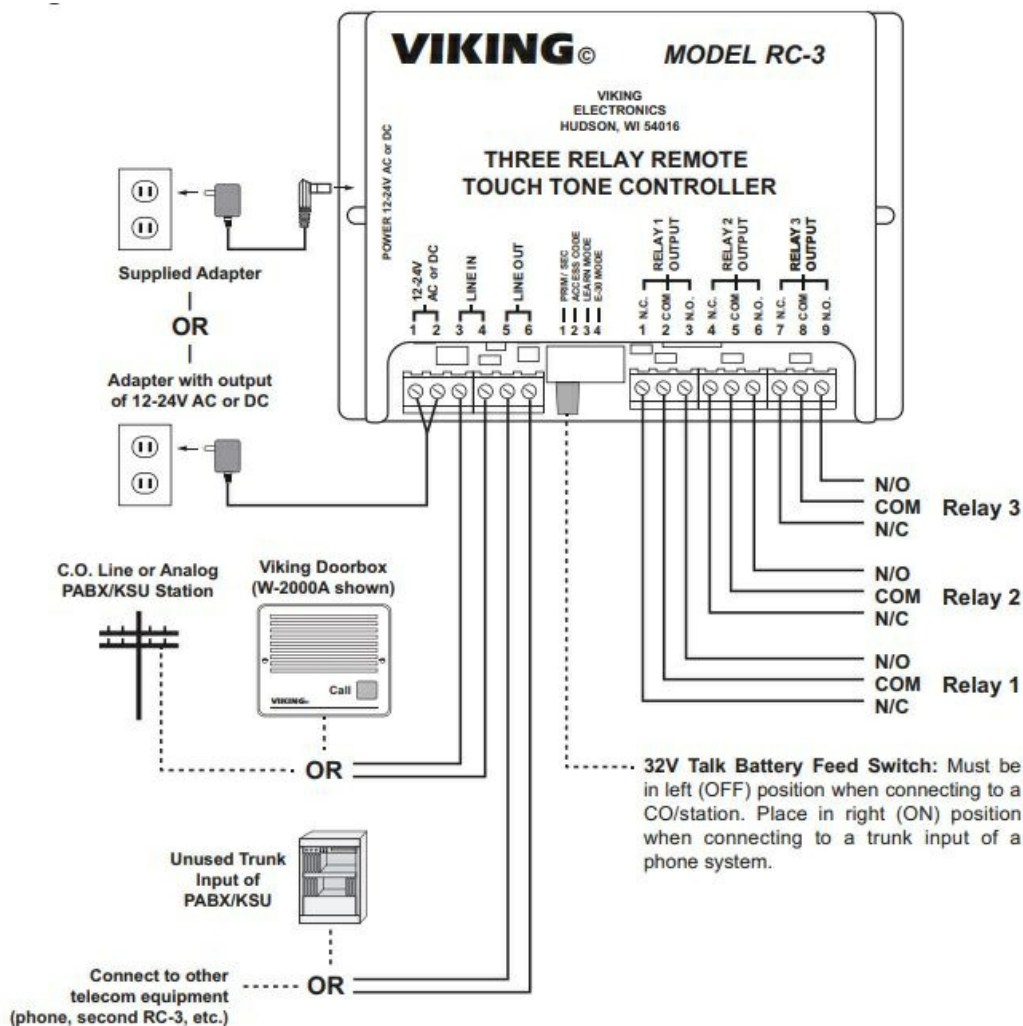 VIKING©
MODEL RC-3
VIKING
ELECTRONICS
HUDSON, WI 54016
THREE RELAY REMOTE
TOUCH TONE CONTROLLER
POWER 12-24V AC or DC
12-24V
AC or DC
LINE IN
LINE OUT
PRIM / SEC
ACCESS CODE
LEARN MODE
E-30 MODE
RELAY 1
OUTPUT
RELAY 2
OUTPUT
RELAY 3
OUTPUT
N.C. COM N.O. N.C. COM N.O. N.C. COM N.O.
1 2 3 4 5 6
1 2 3 4
1 2 3 4 5 6 7 8 9
Supplied Adapter
OR
Adapter with output
of 12-24V AC or DC
C.O. Line or Analog
PABX/KSU Station
Viking Doorbox
(W-2000A shown)
Call
VIKING©
OR
Unused Trunk
Input of
PABX/KSU
OR
Connect to other
telecom equipment
(phone, second RC-3, etc.)
N/O
COM Relay 3
N/C
N/O
COM Relay 2
N/C
N/O
COM Relay 1
N/C
32V Talk Battery Feed Switch: Must be
in left (OFF) position when connecting to a
CO/station. Place in right (ON) position
when connecting to a trunk input of a
phone system.